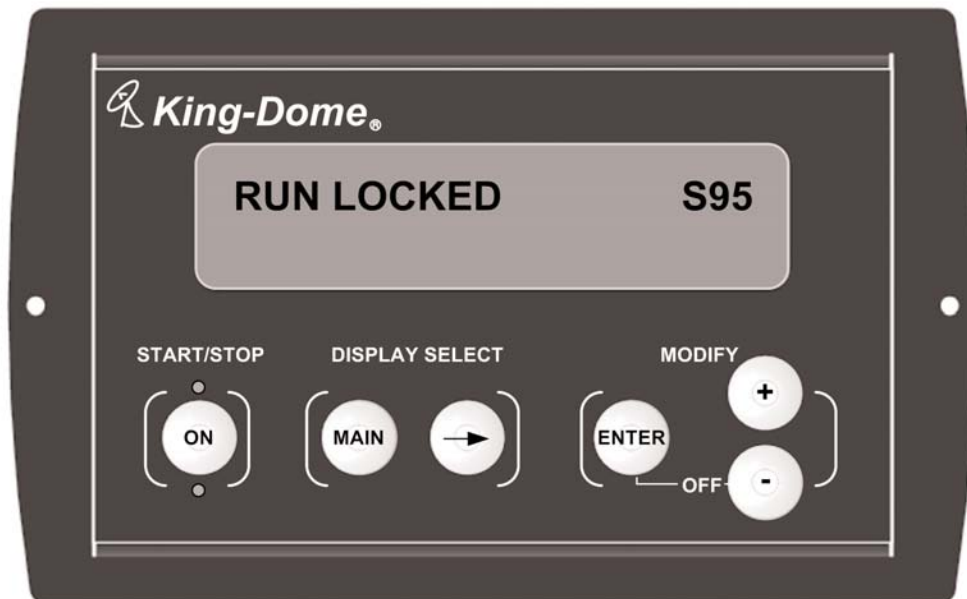 King-Dome®
RUN LOCKED S95
START/STOP DISPLAY SELECT MODIFY
ON MAIN ENTER + -
OFF